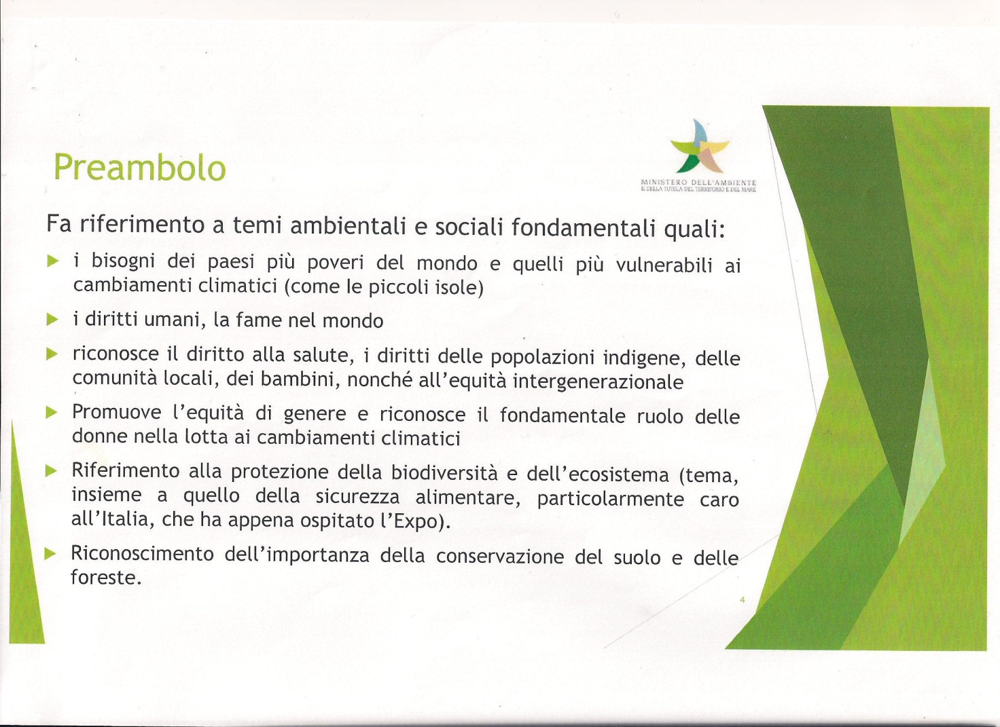 Preambolo
MINISTERO DELL'AMBIENTE
E DELLA TUTELA DEL TERRITORIO E DEL MARE
Fa riferimento a temi ambientali e sociali fondamentali quali:
i bisogni dei paesi più poveri del mondo e quelli più vulnerabili ai
cambiamenti climatici (come le piccoli isole)
i diritti umani, la fame nel mondo
riconosce il diritto alla salute, i diritti delle popolazioni indigene, delle
comunità locali, dei bambini, nonché all'equità intergenerazionale
Promuove l'equità di genere e riconosce il fondamentale ruolo delle
donne nella lotta ai cambiamenti climatici
Riferimento alla protezione della biodiversità e dell'ecosistema (tema,
insieme a quello della sicurezza alimentare, particolarmente caro
all'Italia, che ha appena ospitato l'Expo).
Riconoscimento dell'importanza della conservazione del suolo e delle
foreste.
4